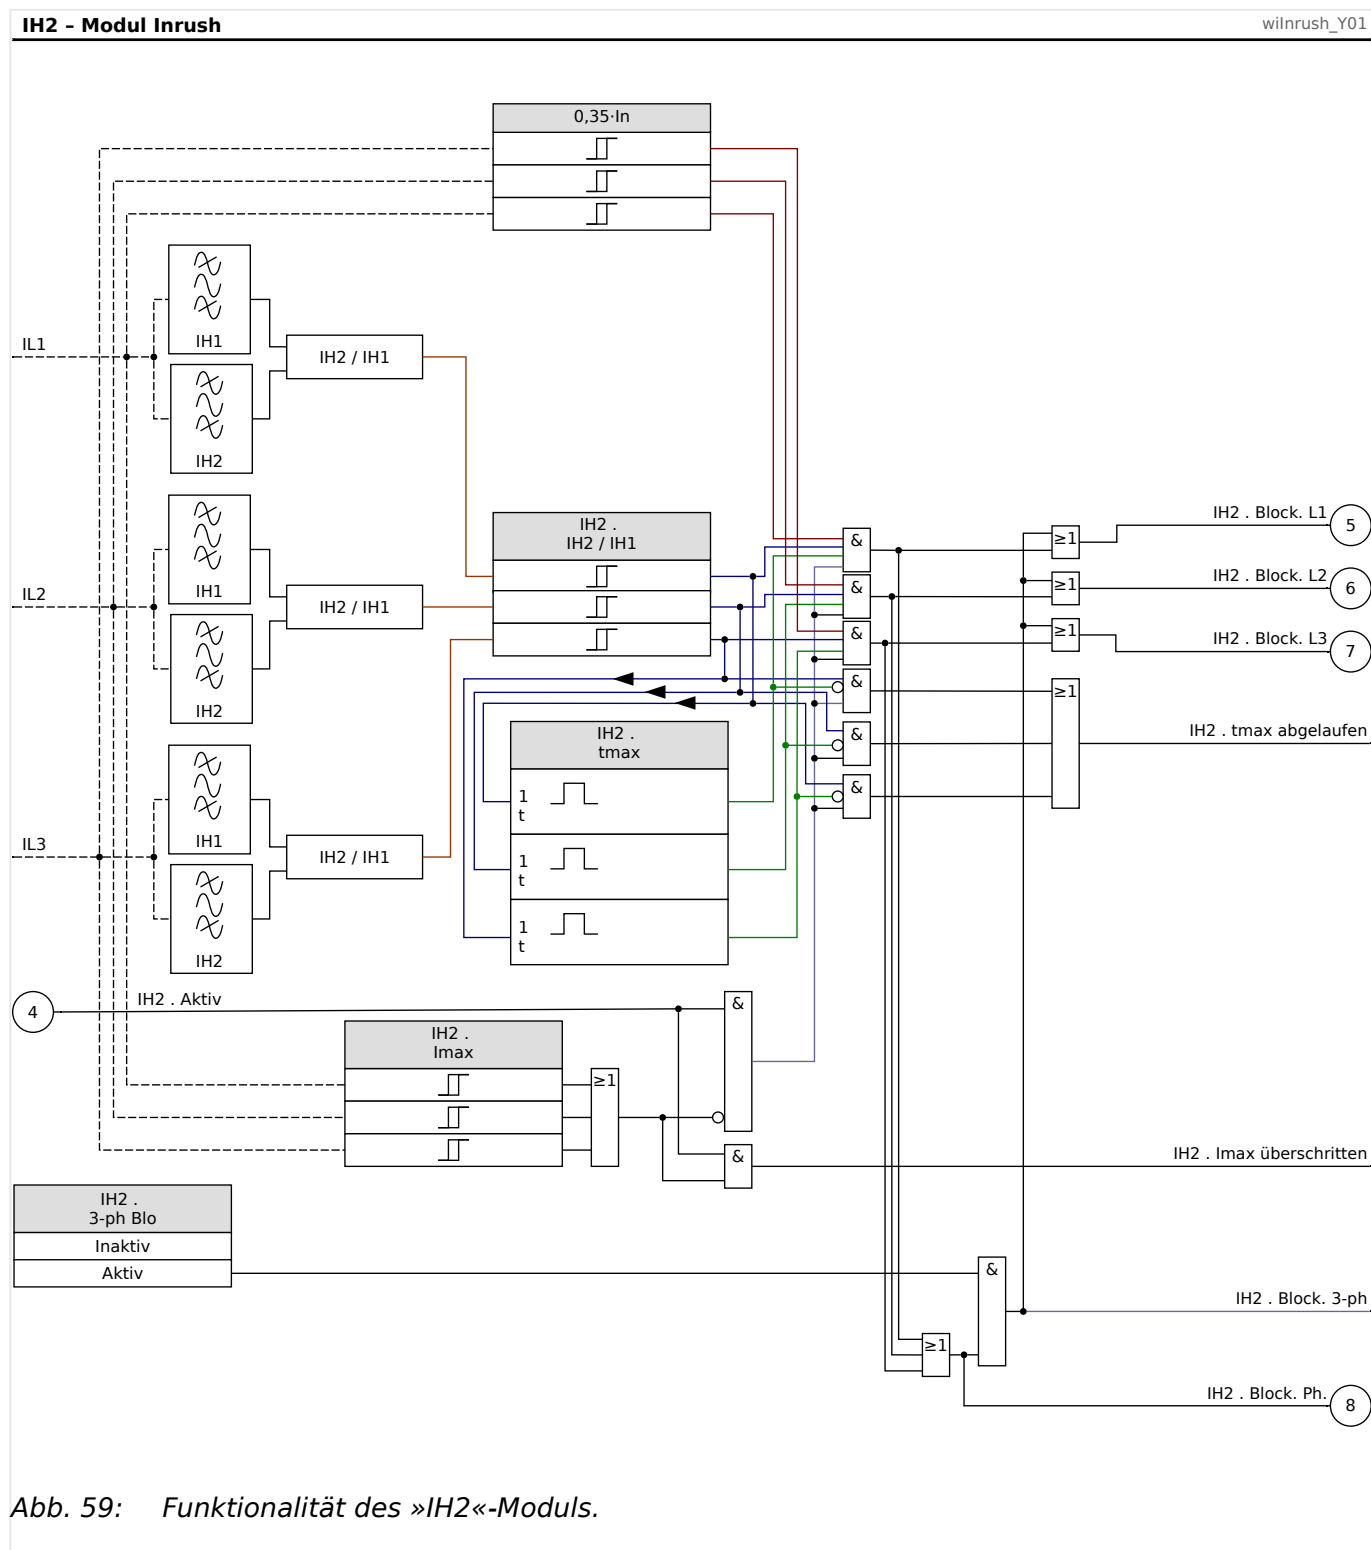 IH2 – Modul Inrush
wiInrush_Y01
0,35·In
IH1
IL1
IH2 / IH1
IH2
IH2 .
IH2 / IH1
IH2 . Block. L1
5
&
≥1
IH1
IH2 . Block. L2
6
&
≥1
IL2
IH2 / IH1
&
≥1
IH2 . Block. L3
7
IH2
&
≥1
IH2 .
tmax
&
IH2 . tmax abgelaufen
&
1
t
IH1
IL3
IH2 / IH1
1
t
1
t
IH2
4
IH2 . Aktiv
&
IH2 .
Imax
≥1
&
IH2 . Imax überschritten
IH2 .
3-ph Blo
Inaktiv
Aktiv
&
IH2 . Block. 3-ph
≥1
IH2 . Block. Ph.
8
Abb. 59: Funktionalität des »IH2«-Moduls.